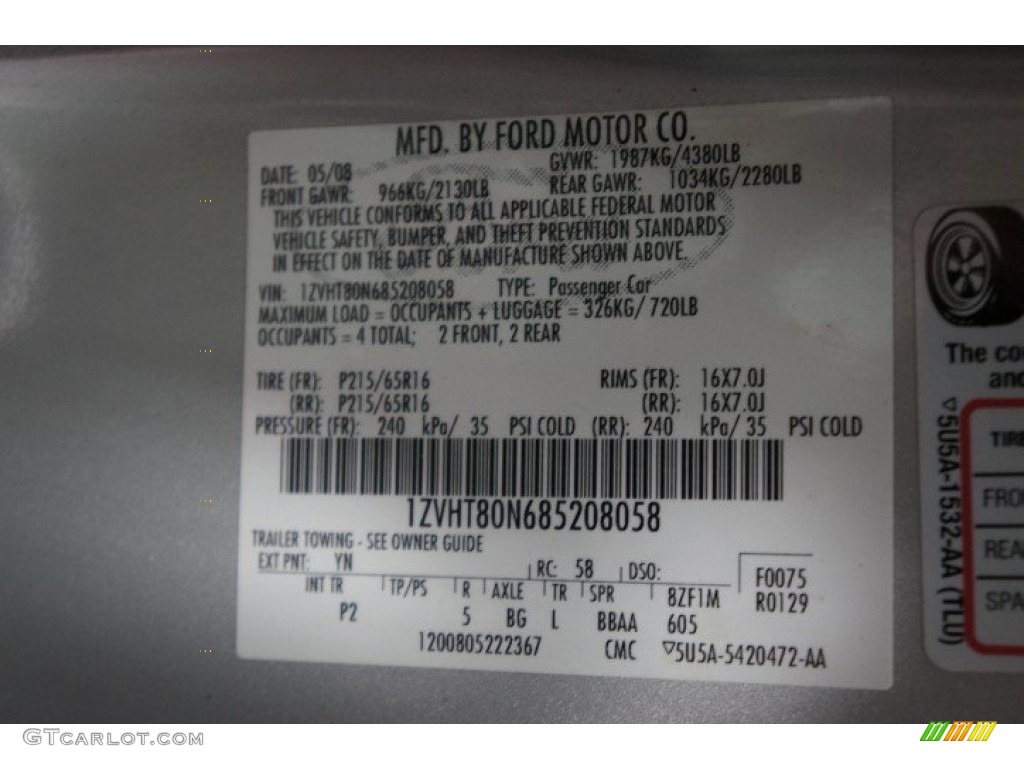 MFD. BY FORD MOTOR CO.
DATE: 05/08 GVWR: 1987KG/4380LB
FRONT GAWR: 966KG/2130LB REAR GAWR: 1034KG/2280LB
THIS VEHICLE CONFORMS TO ALL APPLICABLE FEDERAL MOTOR
VEHICLE SAFETY, BUMPER, AND THEFT PREVENTION STANDARDS
IN EFFECT ON THE DATE OF MANUFACTURE SHOWN ABOVE.
VIN: 1ZVHT80N685208058 TYPE: Passenger Car
MAXIMUM LOAD = OCCUPANTS + LUGGAGE = 326KG/ 720LB
OCCUPANTS = 4 TOTAL; 2 FRONT, 2 REAR
TIRE (FR): P215/65R16 RIMS (FR): 16X7.0J
(RR): P215/65R16 (RR): 16X7.0J
PRESSURE (FR): 240 kPa/ 35 PSI COLD (RR): 240 kPa/ 35 PSI COLD
1ZVHT80N685208058
TRAILER TOWING - SEE OWNER GUIDE
EXT PNT: YN RC: 58 DSO: F0075
INT TR TP/PS R AXLE TR SPR 8ZF1M R0129
P2 5 BG L BBAA 605
1200805222367 CMC ▽5U5A-5420472-AA
The co
and
TIRE
FRO
REA
SPA
▽5U5A-1532-AA (TLU)
GTCarlot.com